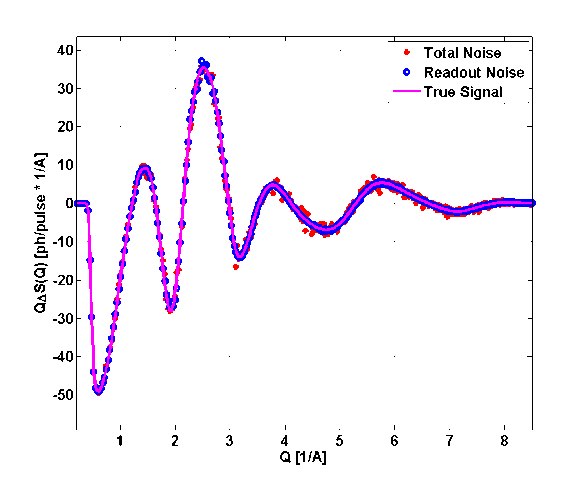 40
30
20
10
0
-10
-20
-30
-40
-50
QΔS(Q) [ph/pulse * 1/A]
Total Noise
Readout Noise
True Signal
1 2 3 4 5 6 7 8
Q [1/A]